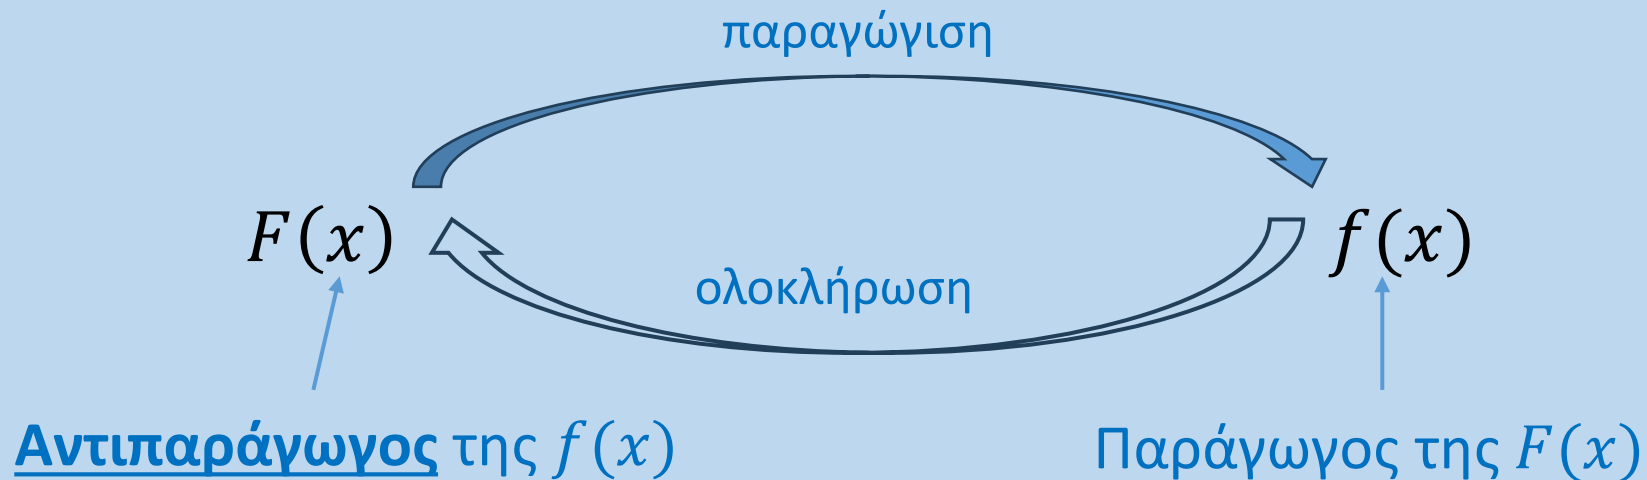 παραγώγιση
F(x)
f(x)
ολοκλήρωση
Αντιπαράγωγος της f(x)
Παράγωγος της F(x)